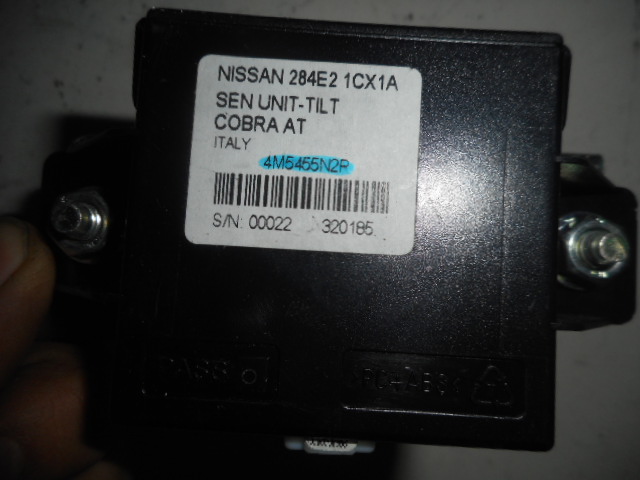 NISSAN 284E2 1CX1A
SEN UNIT-TILT
COBRA AT
ITALY
4M5455N2P
S/N: 00022 320185